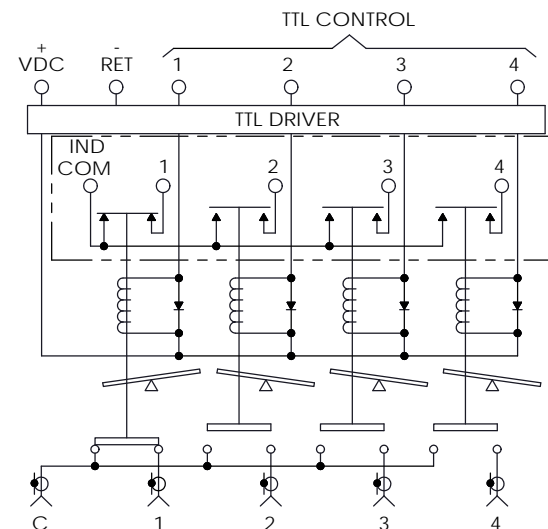 TTL CONTROL
+ -
VDC RET 1 2 3 4
TTL DRIVER
IND
COM 1 2 3 4
C 1 2 3 4